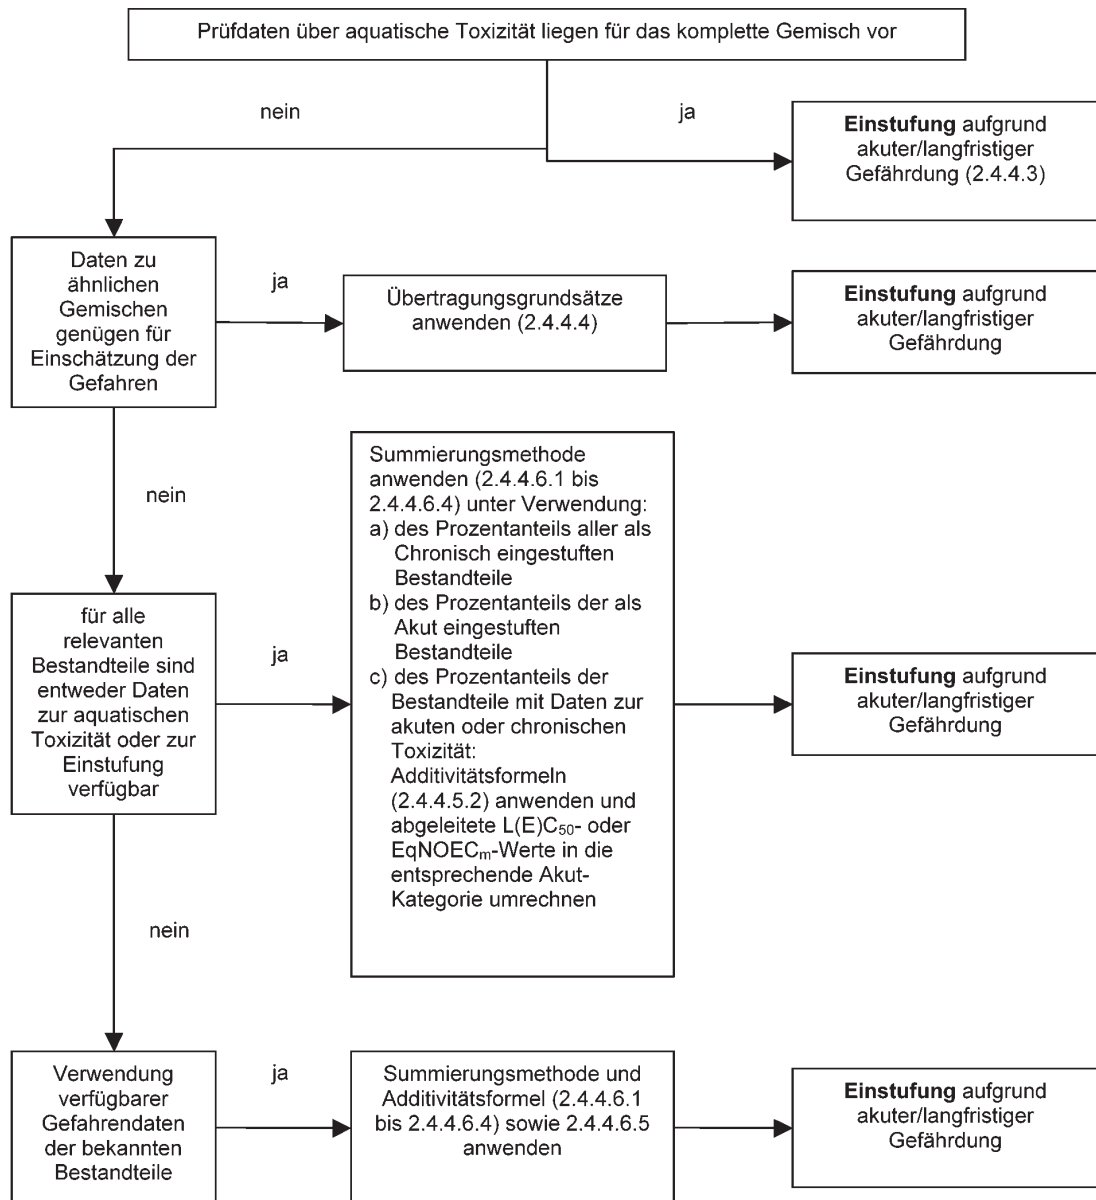 Prüfdaten über aquatische Toxizität liegen für das komplette Gemisch vor
nein
ja
Einstufung aufgrund
akuter/langfristiger
Gefährdung (2.4.4.3)
Daten zu
ähnlichen
Gemischen
genügen für
Einschätzung der
Gefahren
ja
Übertragungsgrundsätze
anwenden (2.4.4.4)
Einstufung aufgrund
akuter/langfristiger
Gefährdung
nein
für alle
relevanten
Bestandteile sind
entweder Daten
zur aquatischen
Toxizität oder zur
Einstufung
verfügbar
ja
Summierungsmethode
anwenden (2.4.4.6.1 bis
2.4.4.6.4) unter Verwendung:
a) des Prozentanteils aller als
Chronisch eingestuften
Bestandteile
b) des Prozentanteils der als
Akut eingestuften
Bestandteile
c) des Prozentanteils der
Bestandteile mit Daten zur
akuten oder chronischen
Toxizität:
Additivitätsformeln
(2.4.4.5.2) anwenden und
abgeleitete L(E)C₅₀- oder
EqNOECₘ-Werte in die
entsprechende Akut-
Kategorie umrechnen
Einstufung aufgrund
akuter/langfristiger
Gefährdung
nein
Verwendung
verfügbarer
Gefahrendaten
der bekannten
Bestandteile
ja
Summierungsmethode und
Additivitätsformel (2.4.4.6.1
bis 2.4.4.6.4) sowie 2.4.4.6.5
anwenden
Einstufung aufgrund
akuter/langfristiger
Gefährdung